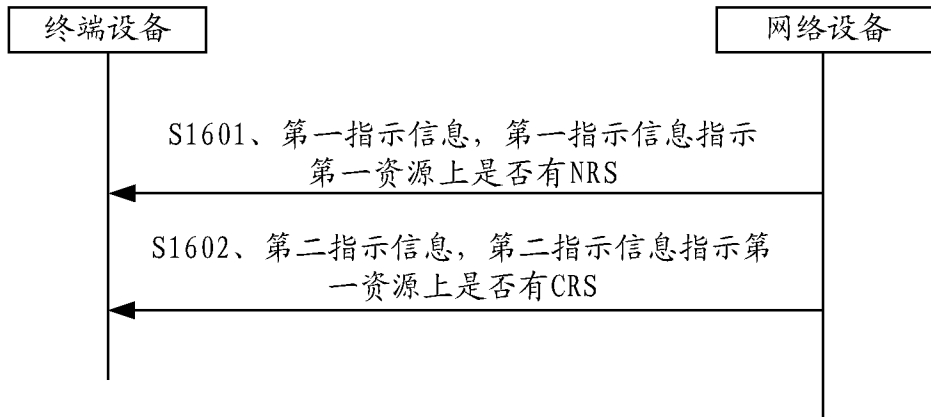 终端设备
网络设备
S1601、第一指示信息，第一指示信息指示
第一资源上是否有NRS
S1602、第二指示信息，第二指示信息指示第
一资源上是否有CRS